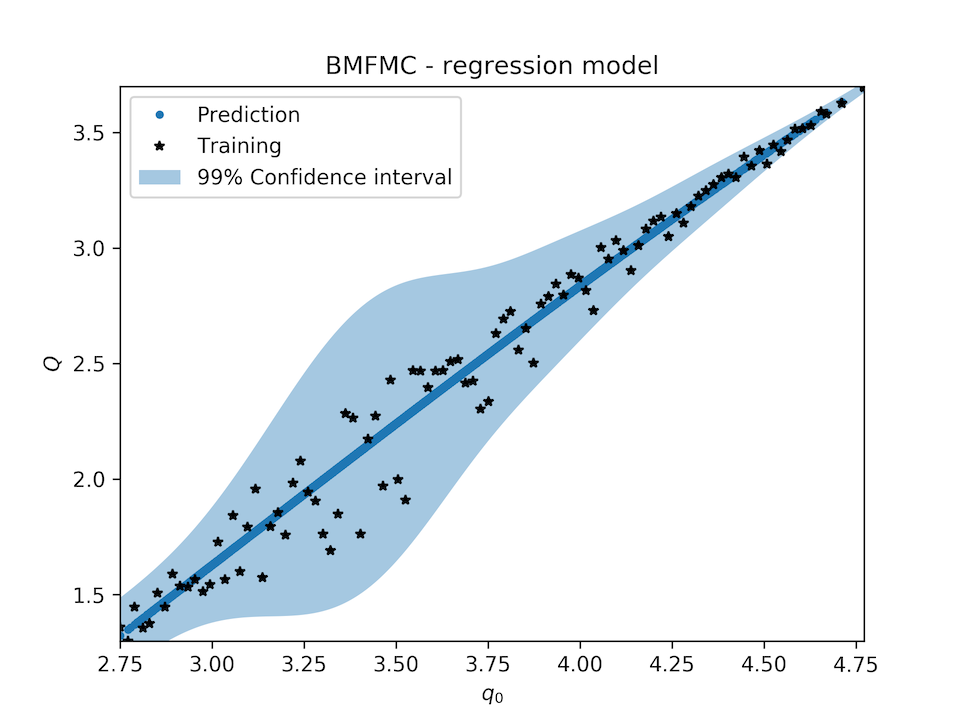 BMFMC - regression model
Prediction
Training
99% Confidence interval
3.5
3.0
2.5
2.0
1.5
Q
2.75 3.00 3.25 3.50 3.75 4.00 4.25 4.50 4.75
q₀